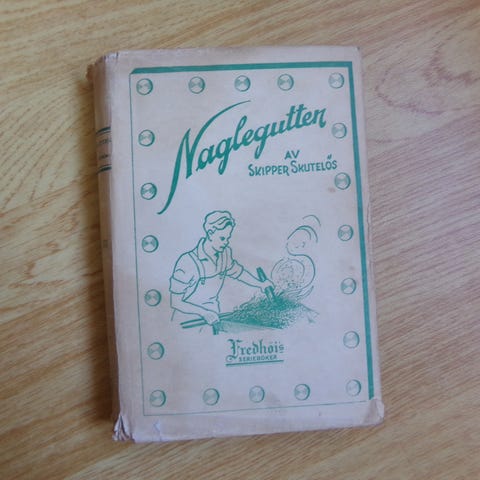 Naglegutten
AV
SKIPPER SKUTELØS
Fredhøis
SERIEBØKER